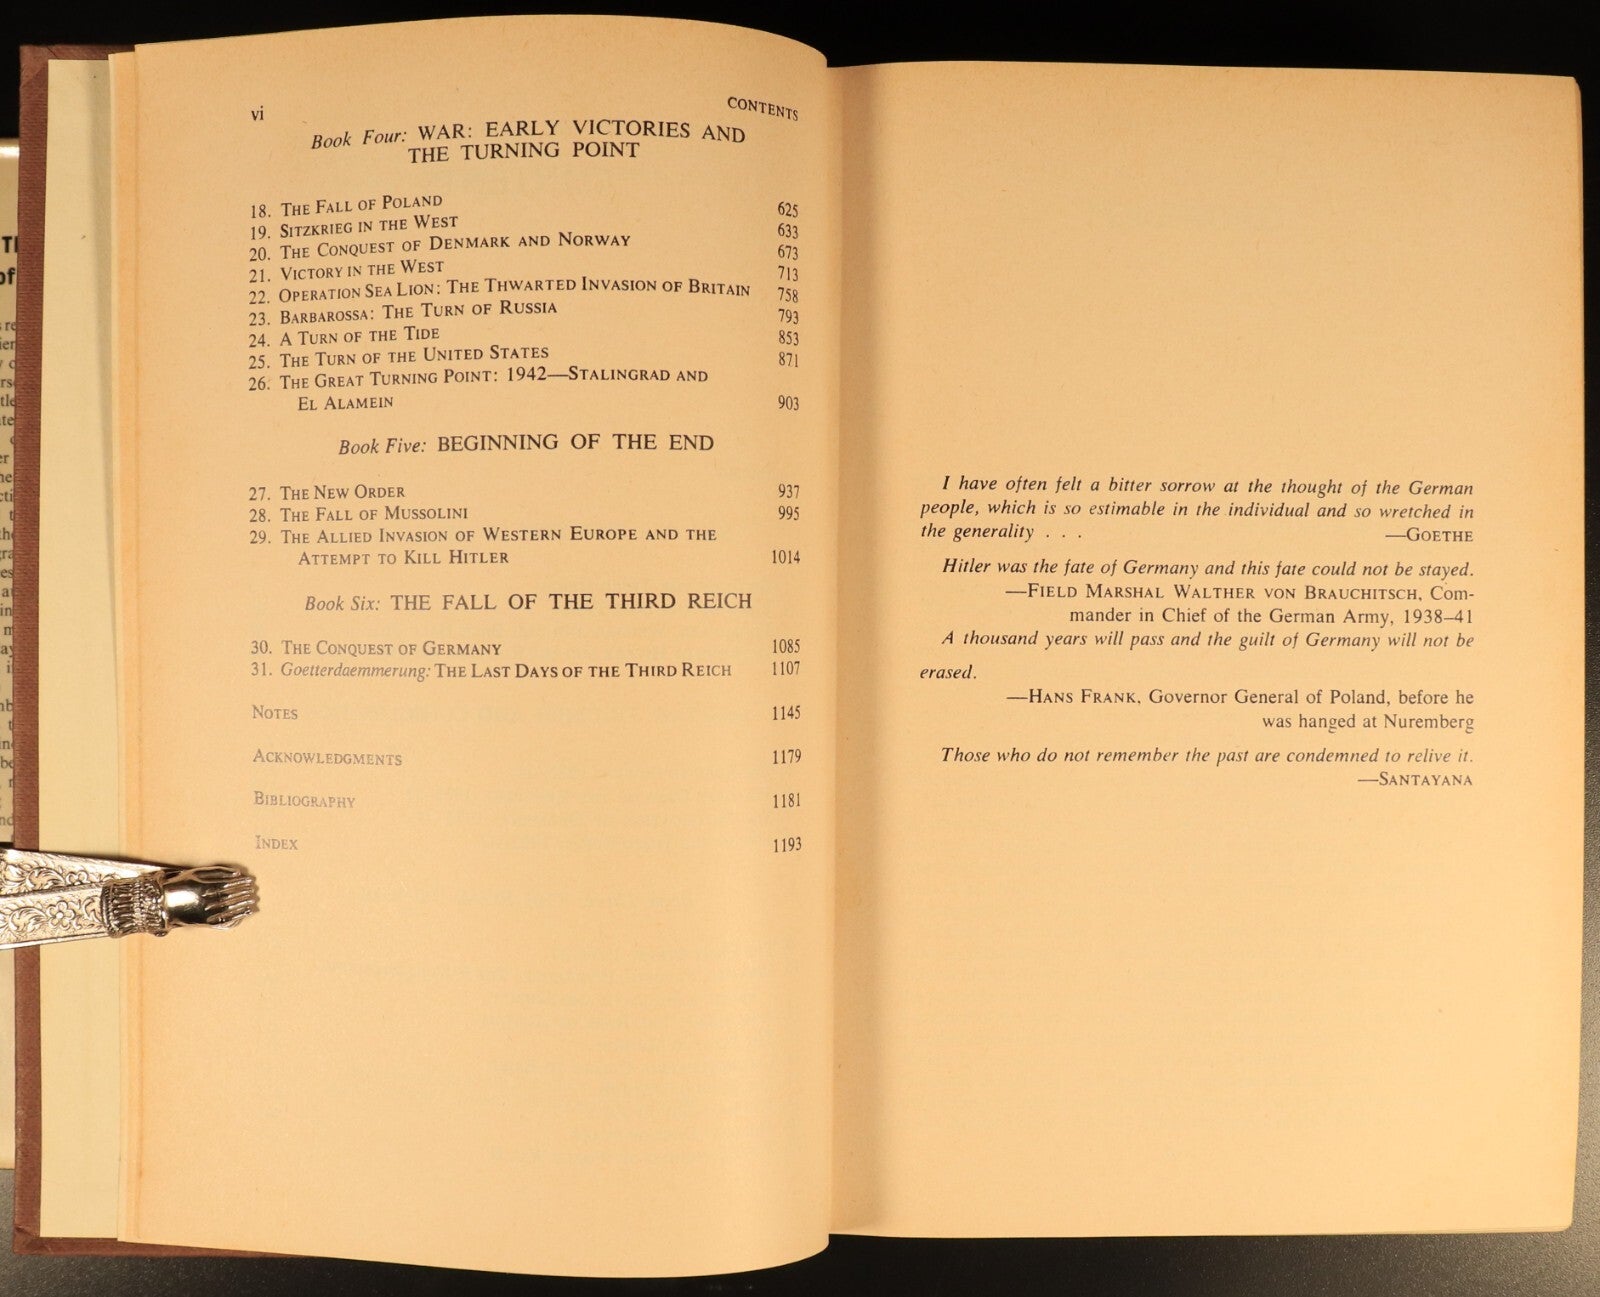 vi
CONTENTS
Book Four: WAR: EARLY VICTORIES AND
THE TURNING POINT
18. THE FALL OF POLAND 625
19. SITZKRIEG IN THE WEST 633
20. THE CONQUEST OF DENMARK AND NORWAY 673
21. VICTORY IN THE WEST 713
22. OPERATION SEA LION: THE THWARTED INVASION OF BRITAIN 758
23. BARBAROSSA: THE TURN OF RUSSIA 793
24. A TURN OF THE TIDE 853
25. THE TURN OF THE UNITED STATES 871
26. THE GREAT TURNING POINT: 1942—STALINGRAD AND
EL ALAMEIN 903
Book Five: BEGINNING OF THE END
27. THE NEW ORDER 937
28. THE FALL OF MUSSOLINI 995
29. THE ALLIED INVASION OF WESTERN EUROPE AND THE
ATTEMPT TO KILL HITLER 1014
Book Six: THE FALL OF THE THIRD REICH
30. THE CONQUEST OF GERMANY 1085
31. Goetterdaemmerung: THE LAST DAYS OF THE THIRD REICH 1107
NOTES 1145
ACKNOWLEDGMENTS 1179
BIBLIOGRAPHY 1181
INDEX 1193
I have often felt a bitter sorrow at the thought of the German
people, which is so estimable in the individual and so wretched in
the generality . . . —GOETHE
Hitler was the fate of Germany and this fate could not be stayed.
—FIELD MARSHAL WALTHER VON BRAUCHITSCH, Com-
mander in Chief of the German Army, 1938–41
A thousand years will pass and the guilt of Germany will not be
erased.
—HANS FRANK, Governor General of Poland, before he
was hanged at Nuremberg
Those who do not remember the past are condemned to relive it.
—SANTAYANA